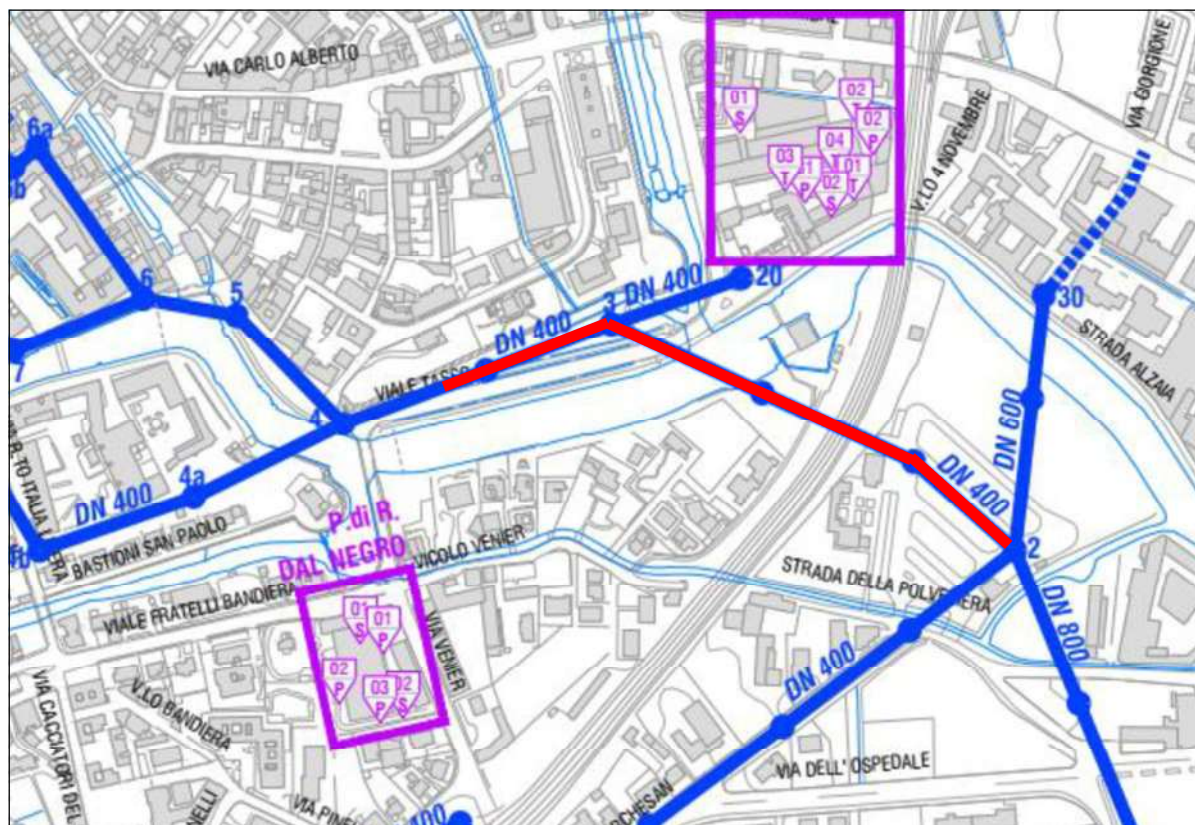 VIA CARLO ALBERTO
VIA GORGIONE
6a
01
S
02
T
02
P
04
T
03
T
01
P
02
S
01
T
V.LO 4 NOVEMBRE
6
5
7
3
DN 400
20
DN 400
30
STRADA ALZAIA
VIALE TASSO
4
4a
DN 400
BASTIONI SAN PAOLO
DN 600
DN 400
2
P.di R.
DAL NEGRO
VICOLO VENIER
VIALE FRATELLI BANDIERA
STRADA DELLA POLVERIERA
01
S
01
P
02
P
03
P
02
S
VIA VENIER
DN 400
DN 800
V.LO BANDIERA
VIA CACCIATORI DEL
VIA DELL' OSPEDALE